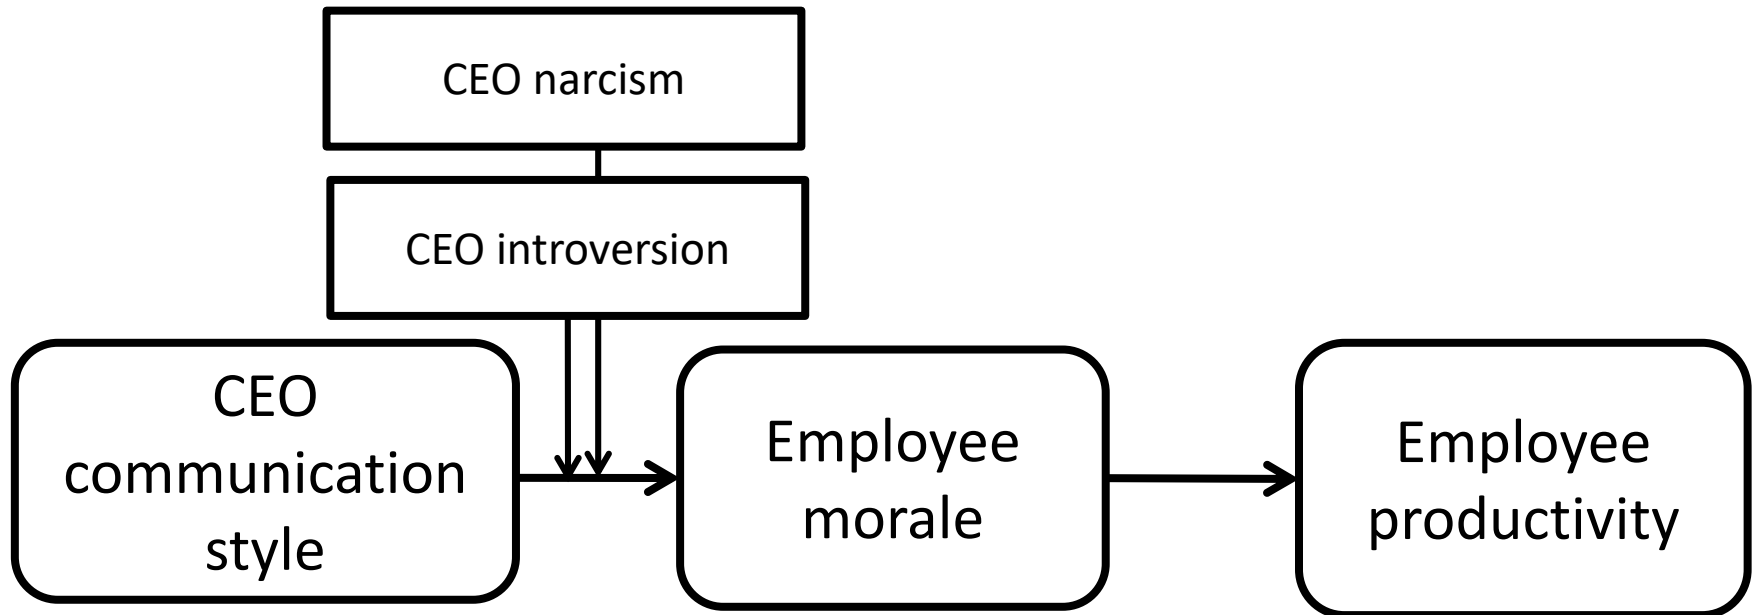 CEO narcism
CEO introversion
CEO
communication
style
Employee
morale
Employee
productivity